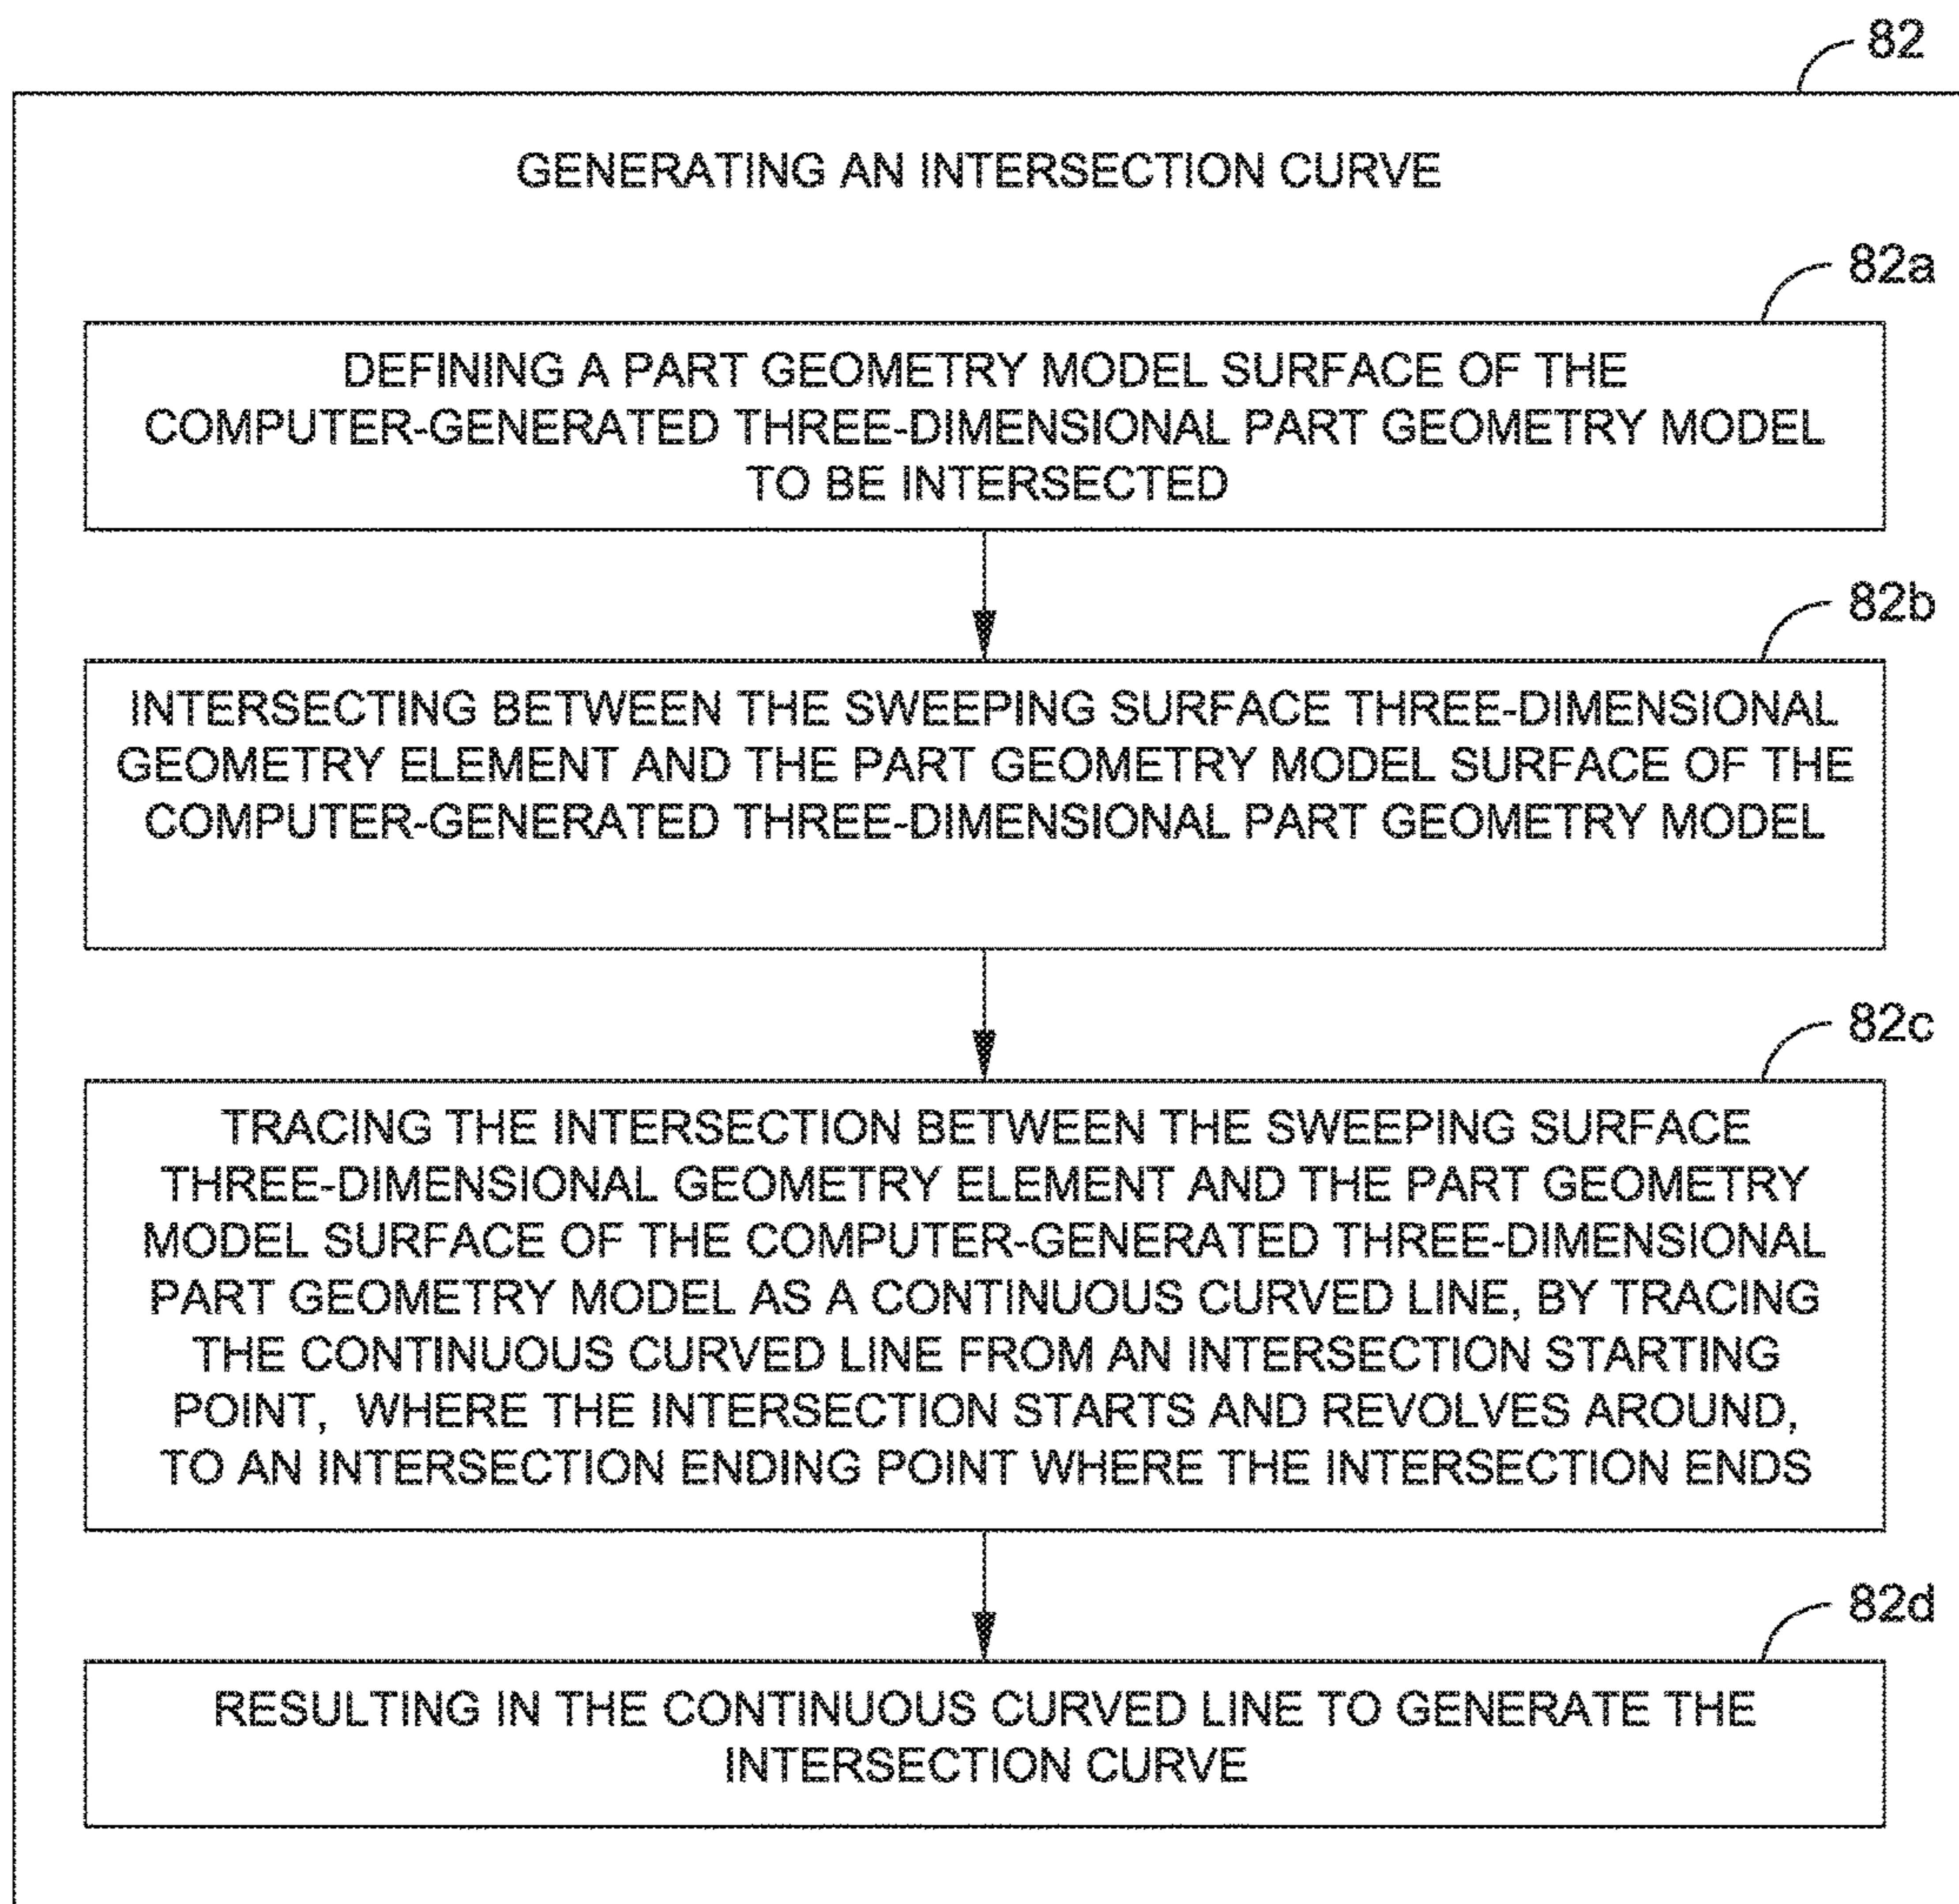 82
GENERATING AN INTERSECTION CURVE
82a
DEFINING A PART GEOMETRY MODEL SURFACE OF THE
COMPUTER-GENERATED THREE-DIMENSIONAL PART GEOMETRY MODEL
TO BE INTERSECTED
82b
INTERSECTING BETWEEN THE SWEEPING SURFACE THREE-DIMENSIONAL
GEOMETRY ELEMENT AND THE PART GEOMETRY MODEL SURFACE OF THE
COMPUTER-GENERATED THREE-DIMENSIONAL PART GEOMETRY MODEL
82c
TRACING THE INTERSECTION BETWEEN THE SWEEPING SURFACE
THREE-DIMENSIONAL GEOMETRY ELEMENT AND THE PART GEOMETRY
MODEL SURFACE OF THE COMPUTER-GENERATED THREE-DIMENSIONAL
PART GEOMETRY MODEL AS A CONTINUOUS CURVED LINE, BY TRACING
THE CONTINUOUS CURVED LINE FROM AN INTERSECTION STARTING
POINT, WHERE THE INTERSECTION STARTS AND REVOLVES AROUND,
TO AN INTERSECTION ENDING POINT WHERE THE INTERSECTION ENDS
82d
RESULTING IN THE CONTINUOUS CURVED LINE TO GENERATE THE
INTERSECTION CURVE